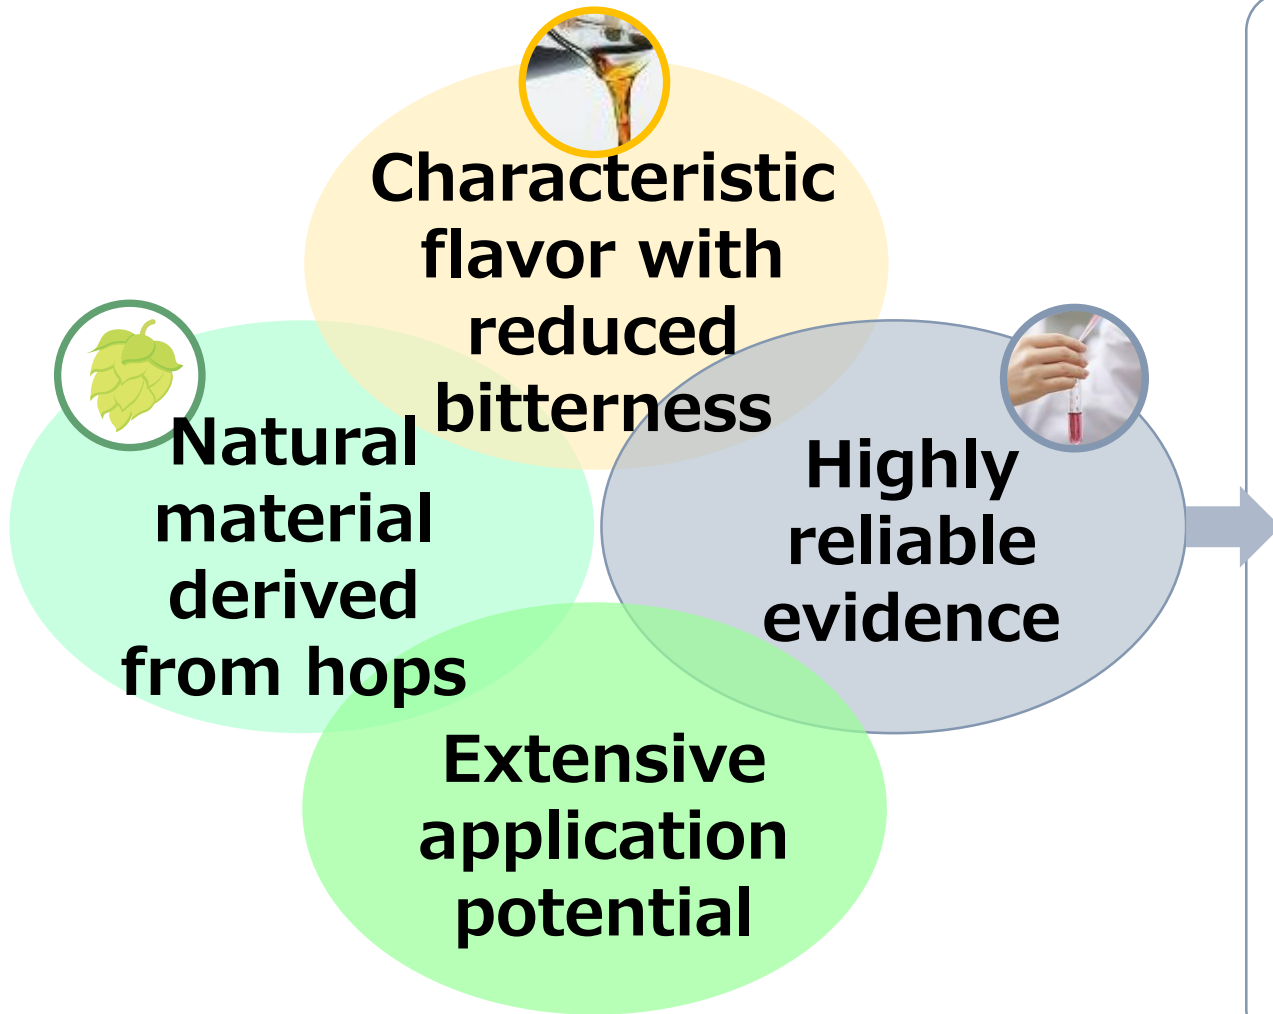 Characteristic
flavor with
reduced
bitterness
Natural
material
derived
from hops
Highly
reliable
evidence
Extensive
application
potential